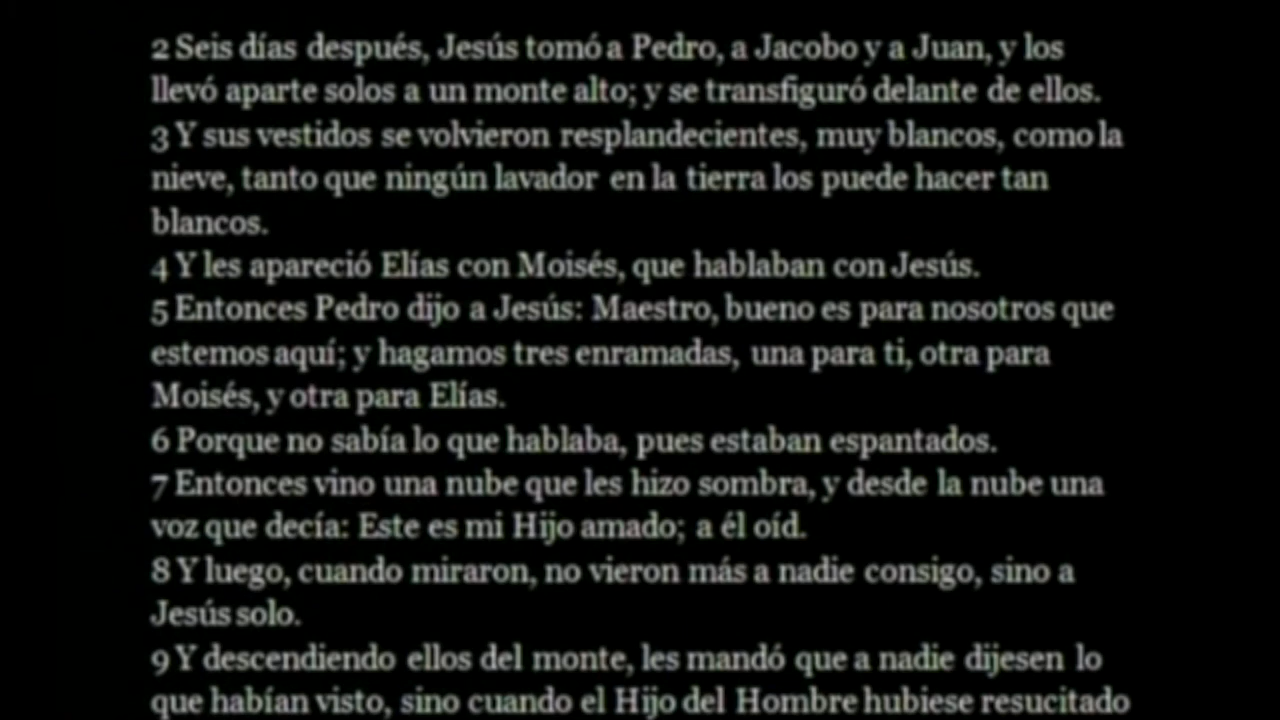 2 Seis días después, Jesús tomó a Pedro, a Jacobo y a Juan, y los
llevó aparte solos a un monte alto; y se transfiguró delante de ellos.
3 Y sus vestidos se volvieron resplandecientes, muy blancos, como la
nieve, tanto que ningún lavador en la tierra los puede hacer tan
blancos.
4 Y les apareció Elías con Moisés, que hablaban con Jesús.
5 Entonces Pedro dijo a Jesús: Maestro, bueno es para nosotros que
estemos aquí; y hagamos tres enramadas, una para ti, otra para
Moisés, y otra para Elías.
6 Porque no sabía lo que hablaba, pues estaban espantados.
7 Entonces vino una nube que les hizo sombra, y desde la nube una
voz que decía: Este es mi Hijo amado; a él oíd.
8 Y luego, cuando miraron, no vieron más a nadie consigo, sino a
Jesús solo.
9 Y descendiendo ellos del monte, les mandó que a nadie dijesen lo
que habían visto, sino cuando el Hijo del Hombre hubiese resucitado